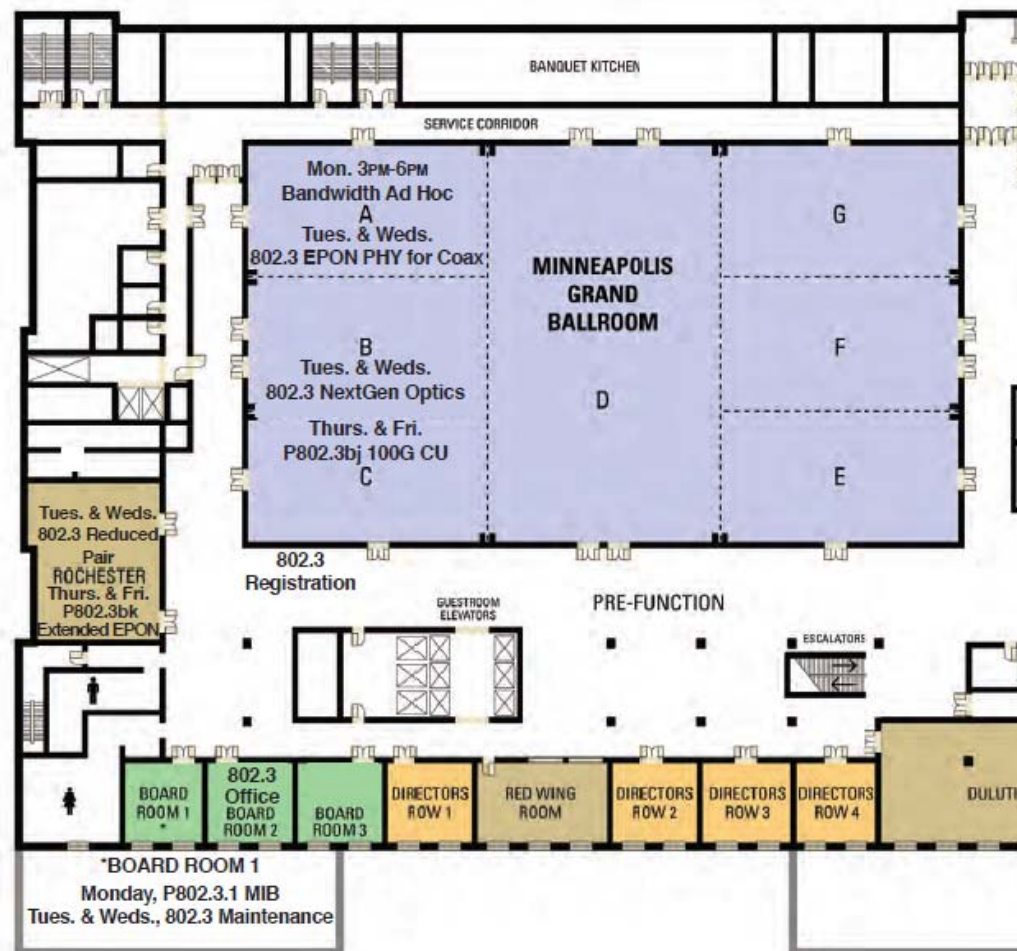 BANQUET KITCHEN
SERVICE CORRIDOR
Mon. 3PM-6PM
Bandwidth Ad Hoc
A
Tues. & Weds.
802.3 EPON PHY for Coax
MINNEAPOLIS
GRAND
BALLROOM
G
B
Tues. & Weds.
802.3 NextGen Optics
D
F
Thurs. & Fri.
P802.3bj 100G CU
C
E
Tues. & Weds.
802.3 Reduced
Pair
ROCHESTER
Thurs. & Fri.
P802.3bk
Extended EPON
802.3
Registration
GUESTROOM
ELEVATORS
PRE-FUNCTION
ESCALATORS
BOARD
ROOM 1
*
802.3
Office
BOARD
ROOM 2
BOARD
ROOM 3
DIRECTORS
ROW 1
RED WING
ROOM
DIRECTORS
ROW 2
DIRECTORS
ROW 3
DIRECTORS
ROW 4
DULUT
*BOARD ROOM 1
Monday, P802.3.1 MIB
Tues. & Weds., 802.3 Maintenance